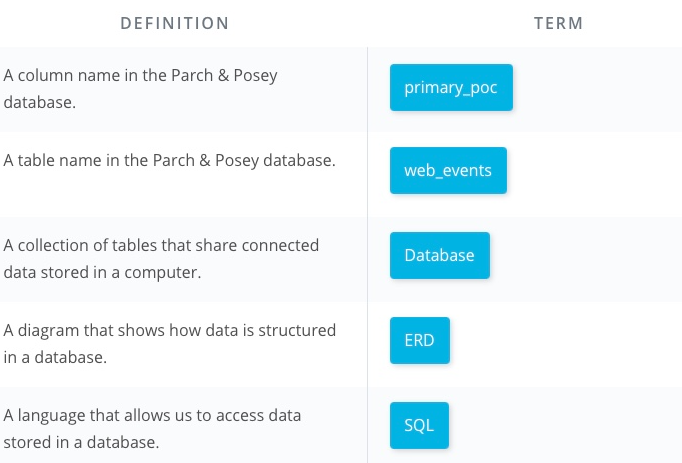 DEFINITION TERM
A column name in the Parch & Posey
database.
primary_poc
A table name in the Parch & Posey database.
web_events
A collection of tables that share connected
data stored in a computer.
Database
A diagram that shows how data is structured
in a database.
ERD
A language that allows us to access data
stored in a database.
SQL